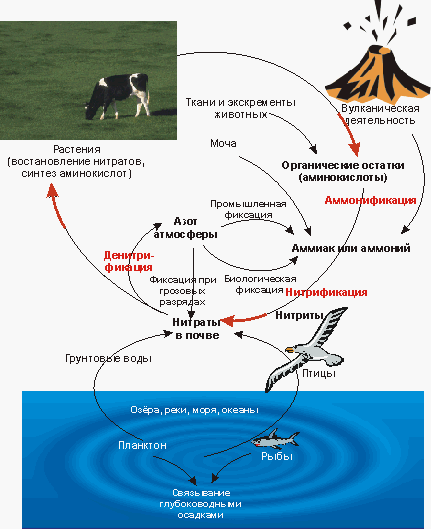 Ткани и экскременты
животных
Вулканическая
деятельность
Моча
Растения
(востановление нитратов,
синтез аминокислот)
Органические остатки
(аминокислоты)
Аммонификация
Промышленная
фиксация
Азот
атмосферы
Аммиак или аммоний
Денитри-
фикация
Фиксация при
грозовых
разрядах
Биологическая
фиксация
Нитрификация
Нитраты
в почве
Нитриты
Грунтовые воды
Птицы
Озёра, реки, моря, океаны
Планктон
Рыбы
Связывание
глубоководными
осадками